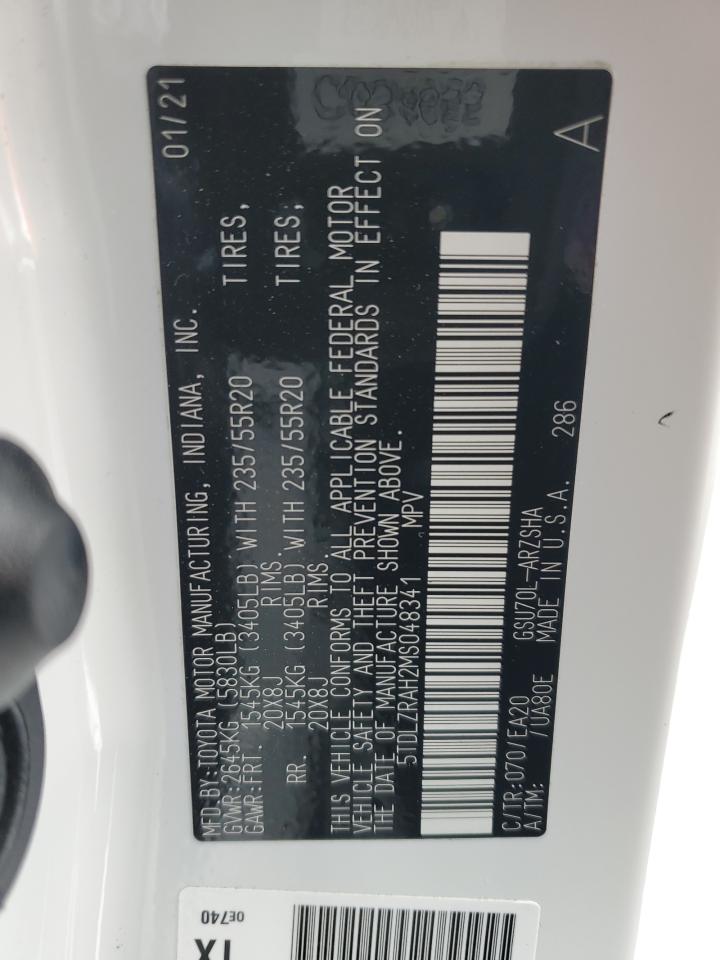 MFD.BY:TOYOTA MOTOR MANUFACTURING, INDIANA, INC. 01/21
GVWR:2645KG (5830LB)
GAWR:FRT. 1545KG (3405LB) WITH 235/55R20 TIRES,
20X8J RIMS
RR. 1545KG (3405LB) WITH 235/55R20 TIRES,
20X8J RIMS
THIS VEHICLE CONFORMS TO ALL APPLICABLE FEDERAL MOTOR
VEHICLE SAFETY AND THEFT PREVENTION STANDARDS IN EFFECT ON
THE DATE OF MANUFACTURE SHOWN ABOVE.
5TDLZRAH2MS048341 MPV
C/TR:070/EA20 GSU70L-ARZSHA 286
A/TM: /UA80E MADE IN U.S.A. A
0E740
TX